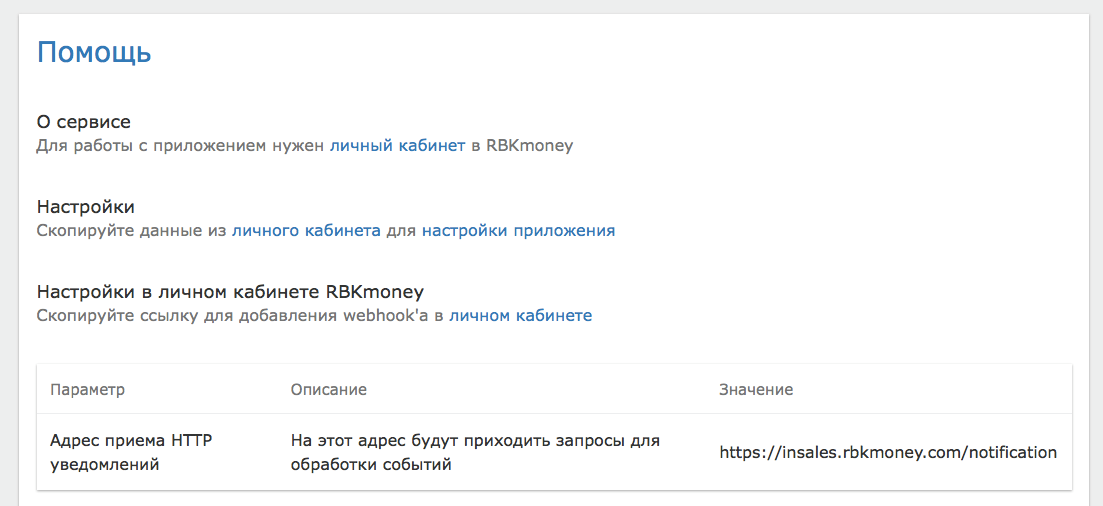 Помощь
О сервисе
Для работы с приложением нужен личный кабинет в RBKmoney
Настройки
Скопируйте данные из личного кабинета для настройки приложения
Настройки в личном кабинете RBKmoney
Скопируйте ссылку для добавления webhook'а в личном кабинете
Параметр Описание Значение
Адрес приема HTTP
уведомлений
На этот адрес будут приходить запросы для
обработки событий
https://insales.rbkmoney.com/notification